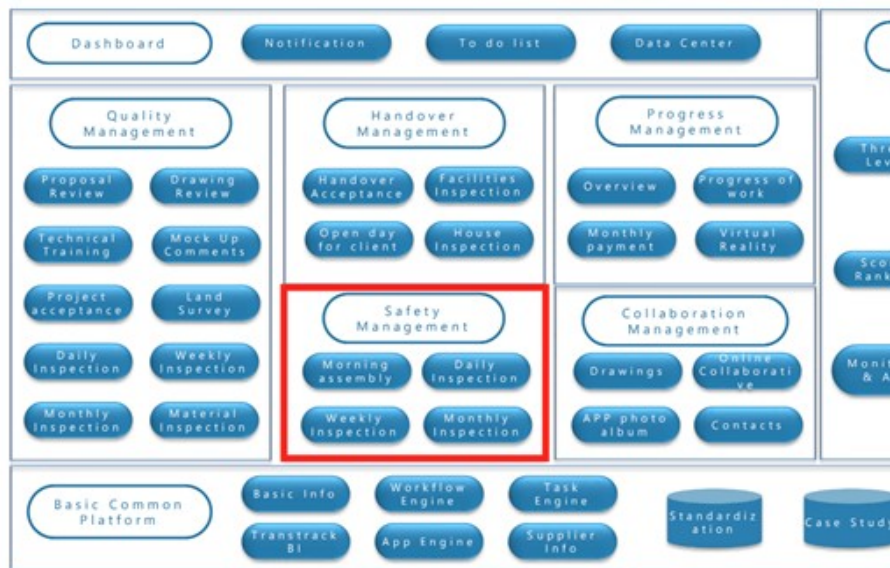 Dashboard
Notification
To do list
Data Center
Quality
Management
Proposal
Review
Drawing
Review
Technical
Training
Mock Up
Comments
Project
acceptance
Land
Survey
Daily
Inspection
Weekly
Inspection
Monthly
Inspection
Material
Inspection
Handover
Management
Handover
Acceptance
Facilities
Inspection
Open day
for client
House
Inspection
Progress
Management
Overview
Progress of
work
Monthly
payment
Virtual
Reality
Safety
Management
Morning
assembly
Daily
Inspection
Weekly
Inspection
Monthly
Inspection
Collaboration
Management
Drawings
Online
Collaborati
ve
APP photo
album
Contacts
Basic Common
Platform
Basic Info
Workflow
Engine
Task
Engine
Transtrack
BI
App Engine
Supplier
Info
Standardiz
ation
Case Study